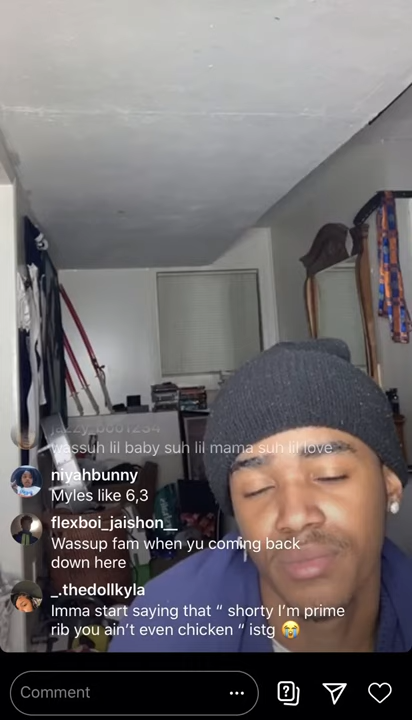 wassuh lil baby suh lil mama suh lil love
niyahbunny
Myles like 6,3
flexboi_jaishon__
Wassup fam when yu coming back
down here
_.thedollkyla
Imma start saying that “ shorty I’m prime
rib you ain’t even chicken “ istg 😭
Comment